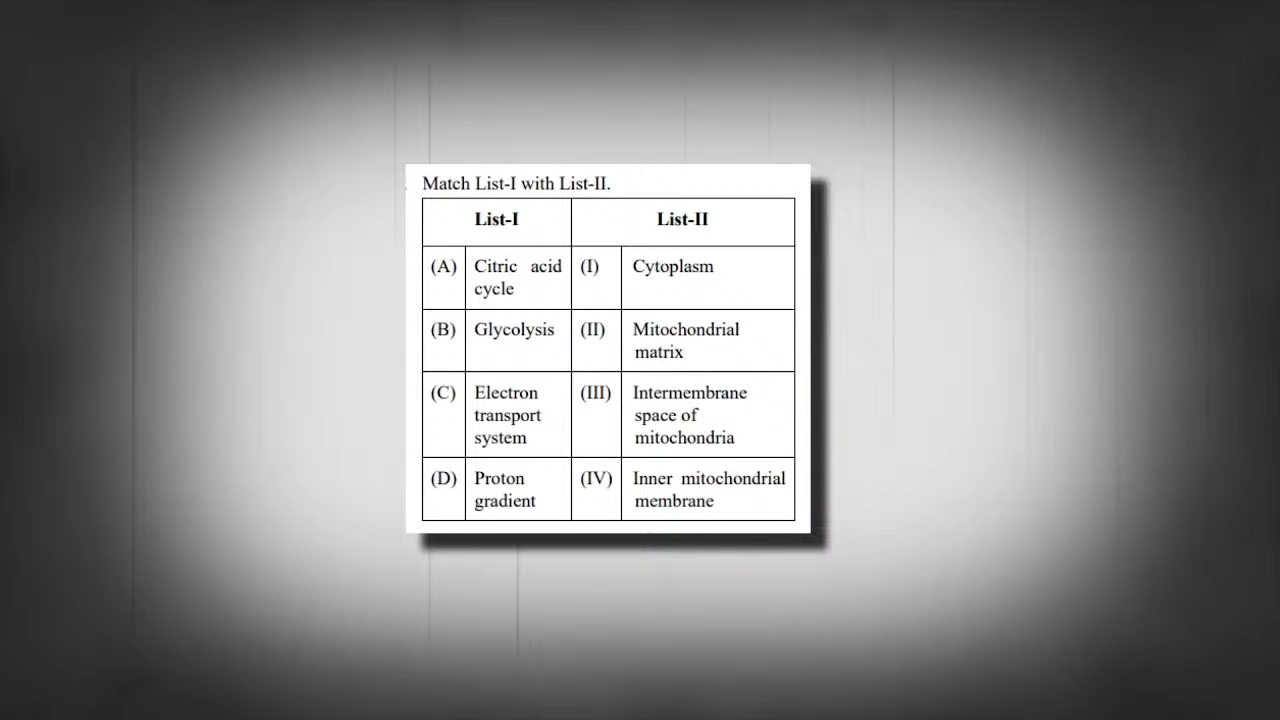 Match List-I with List-II.
List-I List-II
(A) Citric acid (I) Cytoplasm
cycle
(B) Glycolysis (II) Mitochondrial
matrix
(C) Electron (III) Intermembrane
transport space of
system mitochondria
(D) Proton (IV) Inner mitochondrial
gradient membrane